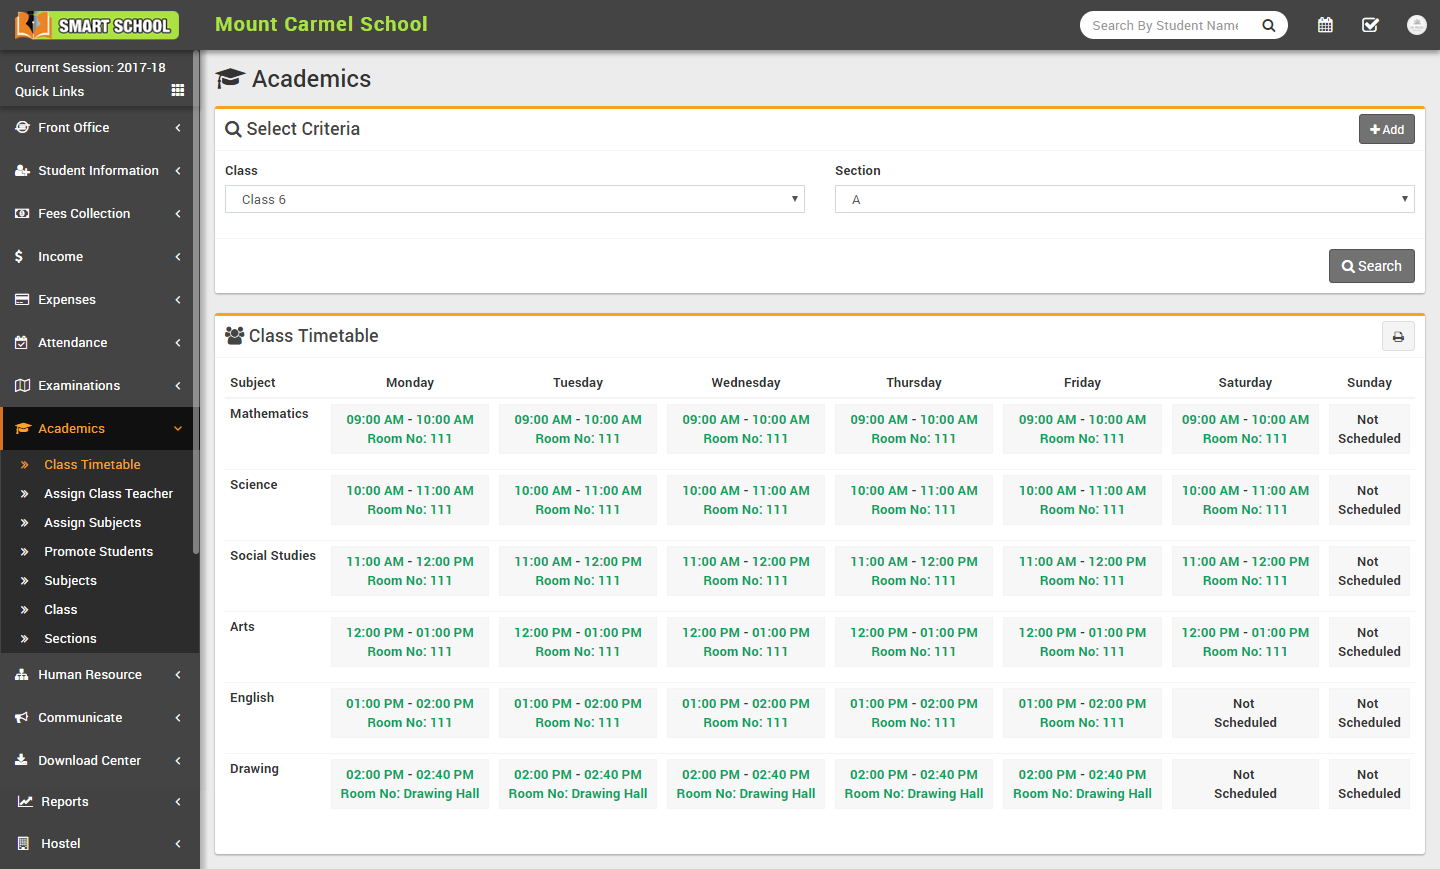 SMART SCHOOL
Mount Carmel School
Search By Student Name
Current Session: 2017-18
Quick Links
Front Office
Student Information
Fees Collection
Income
Expenses
Attendance
Examinations
Academics
Class Timetable
Assign Class Teacher
Assign Subjects
Promote Students
Subjects
Class
Sections
Human Resource
Communicate
Download Center
Reports
Hostel
Academics
Select Criteria
Add
Class Section
Class 6 A
Search
Class Timetable
Subject Monday Tuesday Wednesday Thursday Friday Saturday Sunday
Mathematics 09:00 AM - 10:00 AM 09:00 AM - 10:00 AM 09:00 AM - 10:00 AM 09:00 AM - 10:00 AM 09:00 AM - 10:00 AM 09:00 AM - 10:00 AM Not
Room No: 111 Room No: 111 Room No: 111 Room No: 111 Room No: 111 Room No: 111 Scheduled
Science 10:00 AM - 11:00 AM 10:00 AM - 11:00 AM 10:00 AM - 11:00 AM 10:00 AM - 11:00 AM 10:00 AM - 11:00 AM 10:00 AM - 11:00 AM Not
Room No: 111 Room No: 111 Room No: 111 Room No: 111 Room No: 111 Room No: 111 Scheduled
Social Studies 11:00 AM - 12:00 PM 11:00 AM - 12:00 PM 11:00 AM - 12:00 PM 11:00 AM - 12:00 PM 11:00 AM - 12:00 PM 11:00 AM - 12:00 PM Not
Room No: 111 Room No: 111 Room No: 111 Room No: 111 Room No: 111 Room No: 111 Scheduled
Arts 12:00 PM - 01:00 PM 12:00 PM - 01:00 PM 12:00 PM - 01:00 PM 12:00 PM - 01:00 PM 12:00 PM - 01:00 PM 12:00 PM - 01:00 PM Not
Room No: 111 Room No: 111 Room No: 111 Room No: 111 Room No: 111 Room No: 111 Scheduled
English 01:00 PM - 02:00 PM 01:00 PM - 02:00 PM 01:00 PM - 02:00 PM 01:00 PM - 02:00 PM 01:00 PM - 02:00 PM Not Not
Room No: 111 Room No: 111 Room No: 111 Room No: 111 Room No: 111 Scheduled Scheduled
Drawing 02:00 PM - 02:40 PM 02:00 PM - 02:40 PM 02:00 PM - 02:40 PM 02:00 PM - 02:40 PM 02:00 PM - 02:40 PM Not Not
Room No: Drawing Hall Room No: Drawing Hall Room No: Drawing Hall Room No: Drawing Hall Room No: Drawing Hall Scheduled Scheduled